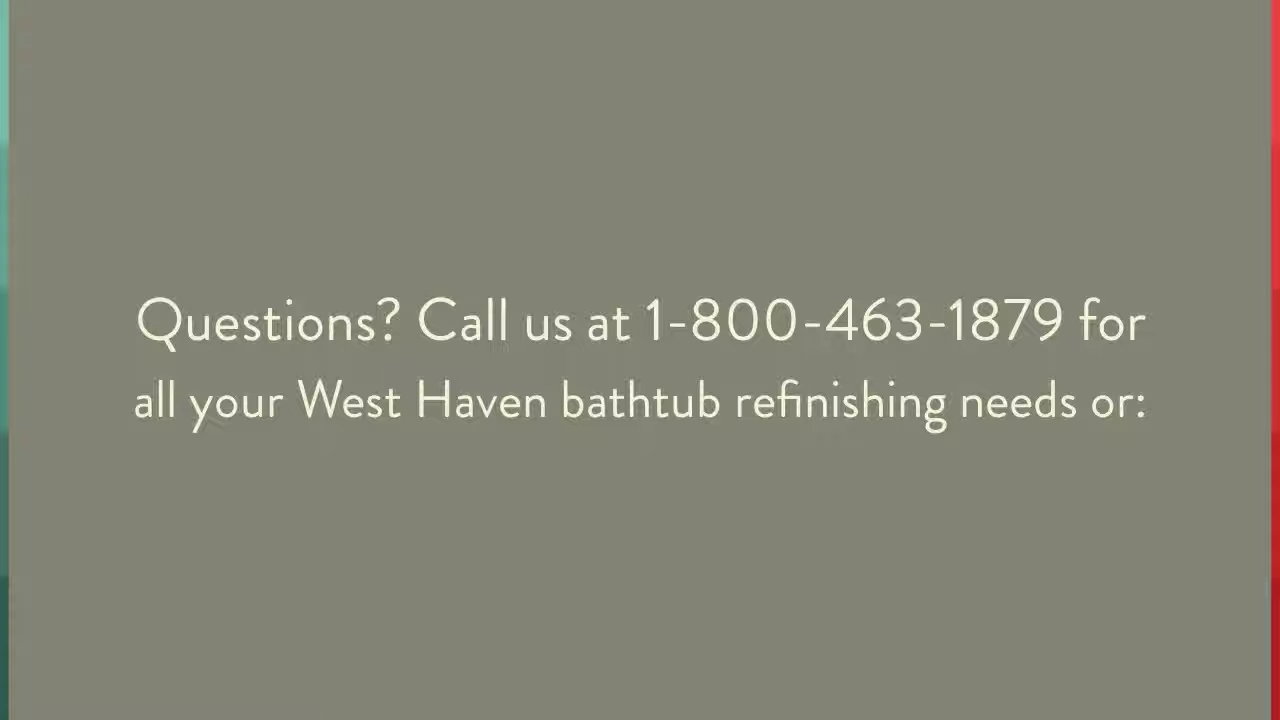 Questions? Call us at 1-800-463-1879 for
all your West Haven bathtub refinishing needs or: